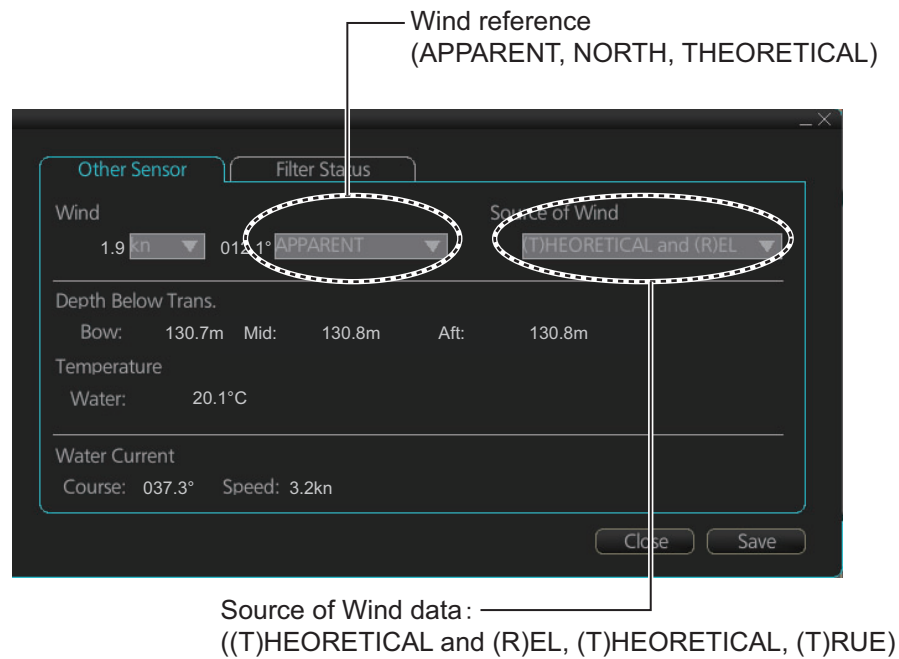 Wind reference
(APPARENT, NORTH, THEORETICAL)
Other Sensor Filter Status
Wind Source of Wind
1.9 kn 012.1° APPARENT (T)HEORETICAL and (R)EL
Depth Below Trans.
Bow: 130.7m Mid: 130.8m Aft: 130.8m
Temperature
Water: 20.1°C
Water Current
Course: 037.3° Speed: 3.2kn
Close Save
Source of Wind data:
((T)HEORETICAL and (R)EL, (T)HEORETICAL, (T)RUE)